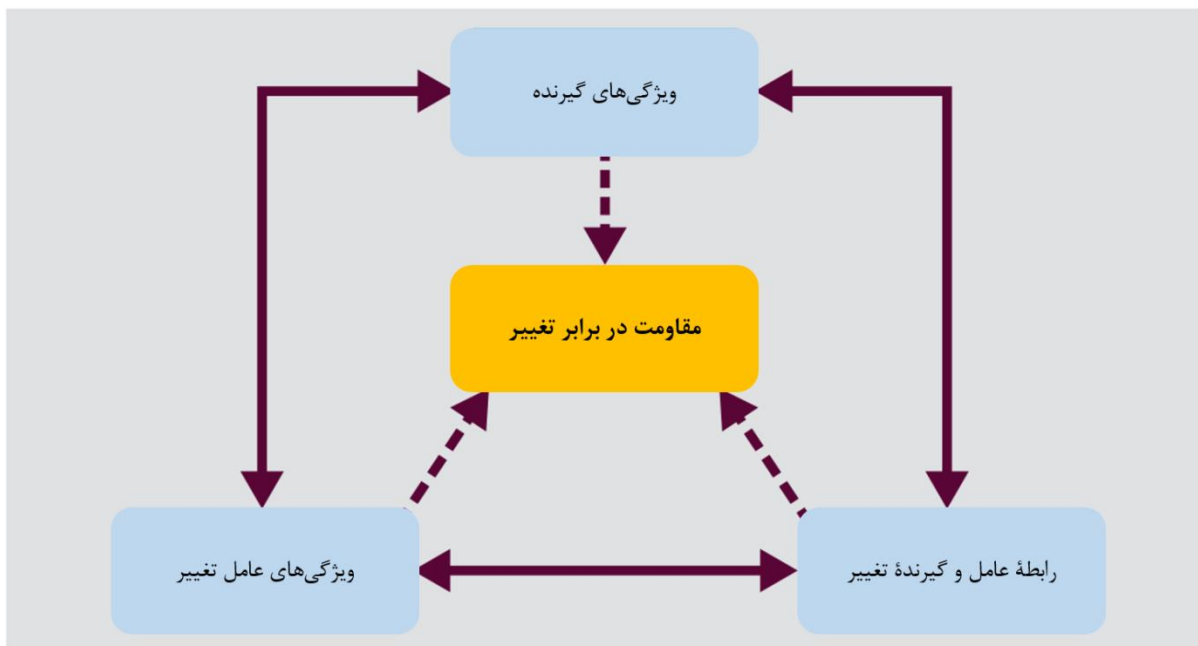 ویژگی‌های گیرنده
مقاومت در برابر تغییر
رابطهٔ عامل و گیرندهٔ تغییر
ویژگی‌های عامل تغییر